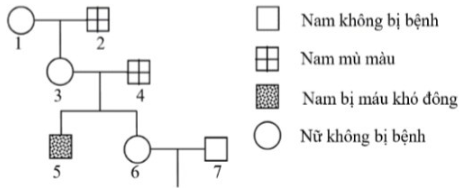 1
2
3
4
5
6
7
Nam không bị bệnh
Nam mù màu
Nam bị máu khó đông
Nữ không bị bệnh